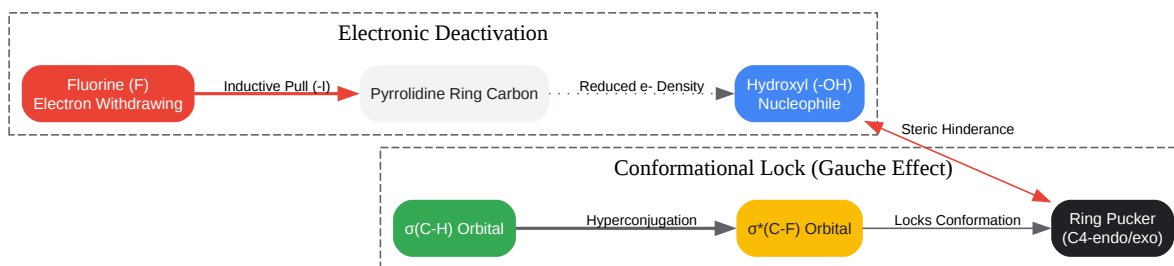 Electronic Deactivation
Fluorine (F)
Electron Withdrawing
Inductive Pull (-I)
Pyrrolidine Ring Carbon
Reduced e- Density
Hydroxyl (-OH)
Nucleophile
Steric Hinderance
Conformational Lock (Gauche Effect)
σ(C-H) Orbital
Hyperconjugation
σ*(C-F) Orbital
Locks Conformation
Ring Pucker
(C4-endo/exo)